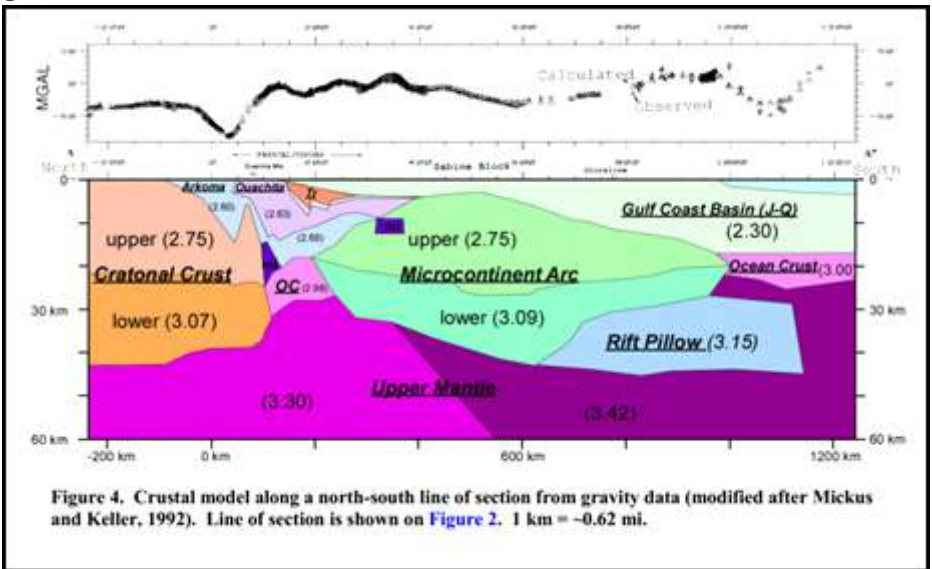 MGAL
Calculated
Observed
North
Sabine Block
South
0
0
Arkoma
Ouachita
(2.60)
(2.63)
(2.68)
Gulf Coast Basin (J-Q)
(2.30)
upper (2.75)
upper (2.75)
Cratonal Crust
Microcontinent Arc
Ocean Crust (3.00
OC (2.98)
30 km
lower (3.07)
lower (3.09)
Rift Pillow (3.15)
30 km
Upper Mantle
(3.30)
(3.42)
60 km
60 km
-200 km
0 km
600 km
1200 km
Figure 4. Crustal model along a north-south line of section from gravity data (modified after Mickus
and Keller, 1992). Line of section is shown on Figure 2. 1 km = ~0.62 mi.